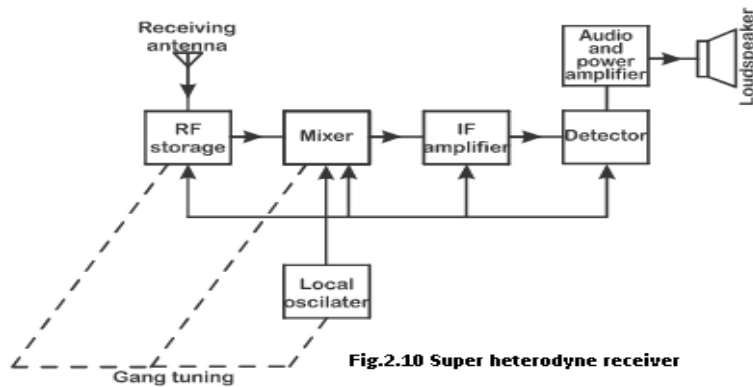 Receiving
antenna
RF
storage
Mixer
IF
amplifier
Detector
Audio
and
power
amplifier
Loudspeaker
Local
oscilater
Gang tuning
Fig.2.10 Super heterodyne receiver